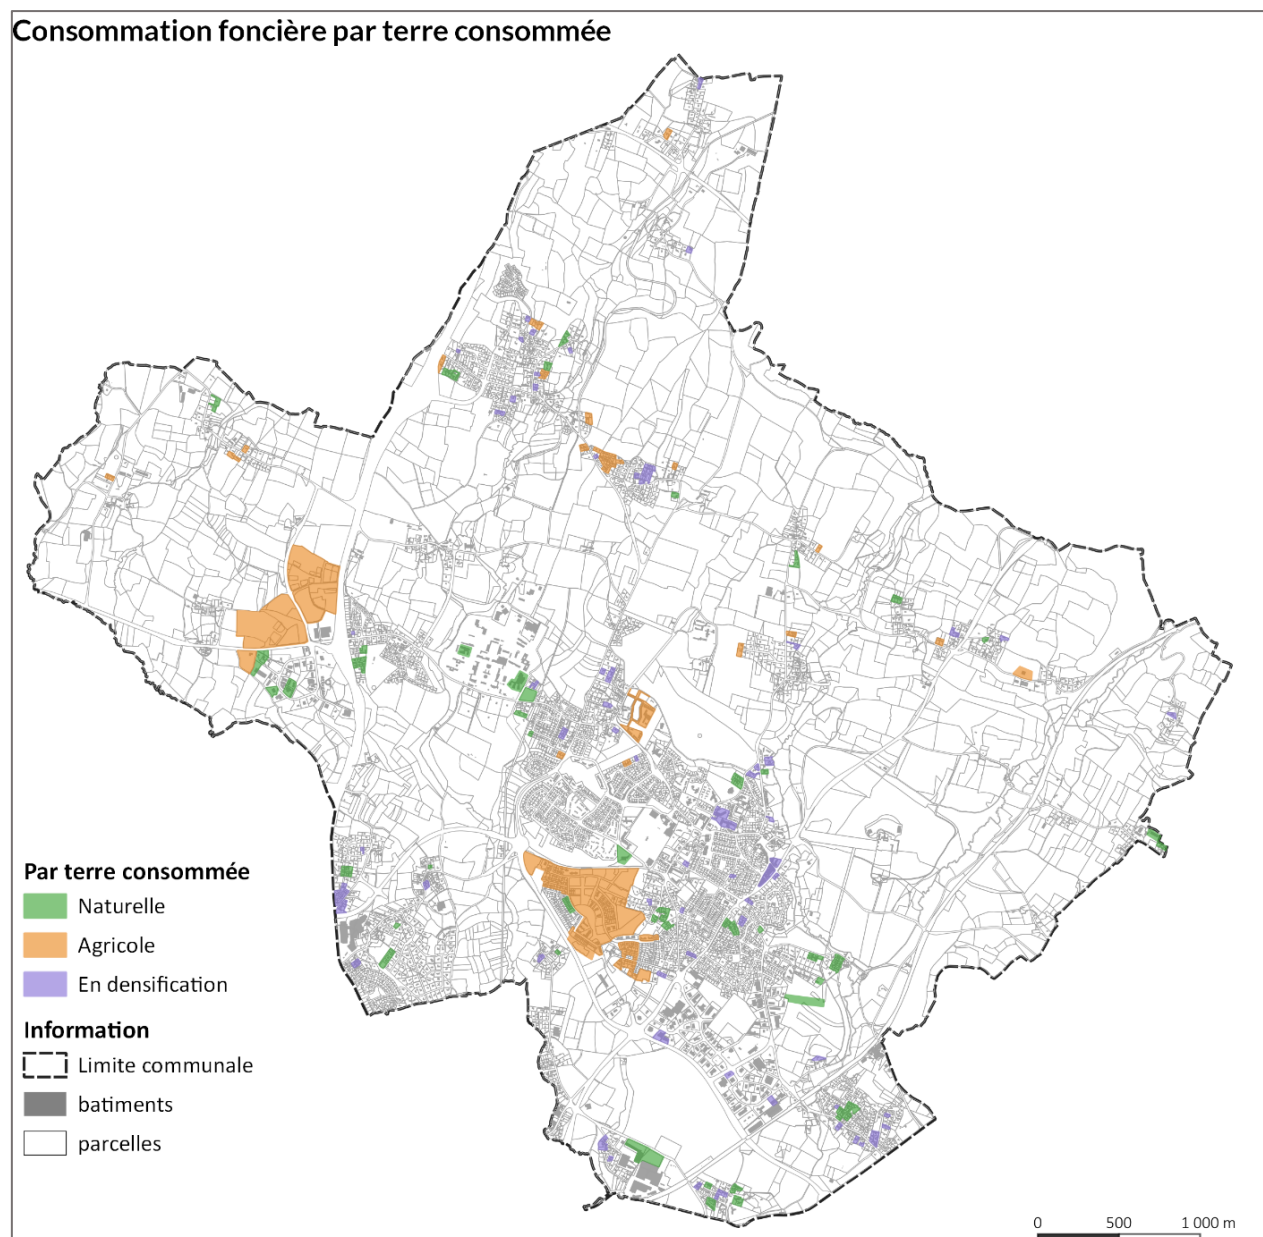 Consommation foncière par terre consommée
Par terre consommée
Naturelle
Agricole
En densification
Information
Limite communale
batiments
parcelles
0 500 1 000 m